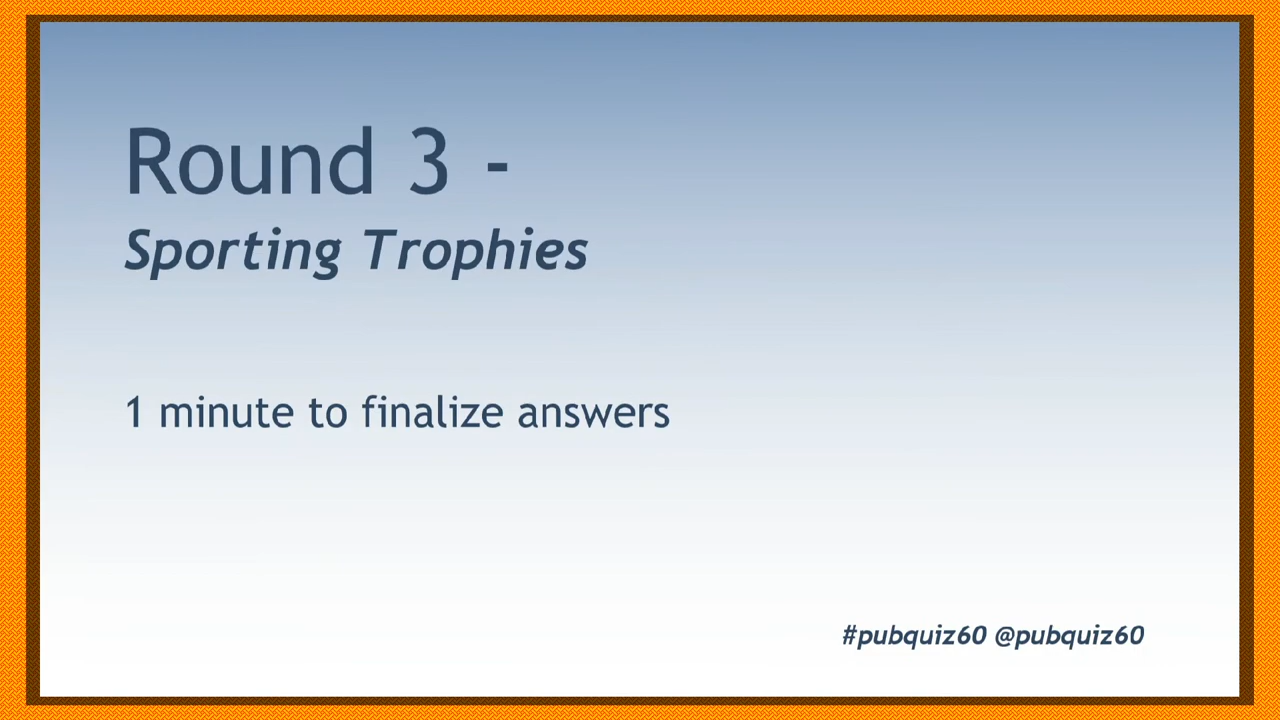 Round 3 -
Sporting Trophies
1 minute to finalize answers
#pubquiz60 @pubquiz60